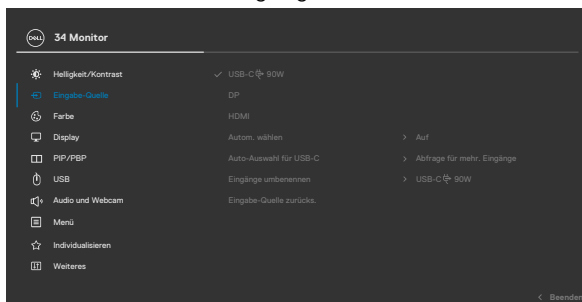 DELL 34 Monitor
Helligkeit/Kontrast ✓ USB-C 90W
Eingabe-Quelle DP
Farbe HDMI
Display Autom. wählen > Auf
PIP/PBP Auto-Auswahl für USB-C > Abfrage für mehr. Eingänge
USB Eingänge umbenennen > USB-C 90W
Audio und Webcam Eingabe-Quelle zurücks.
Menü
Individualisieren
Weiteres
< Beenden